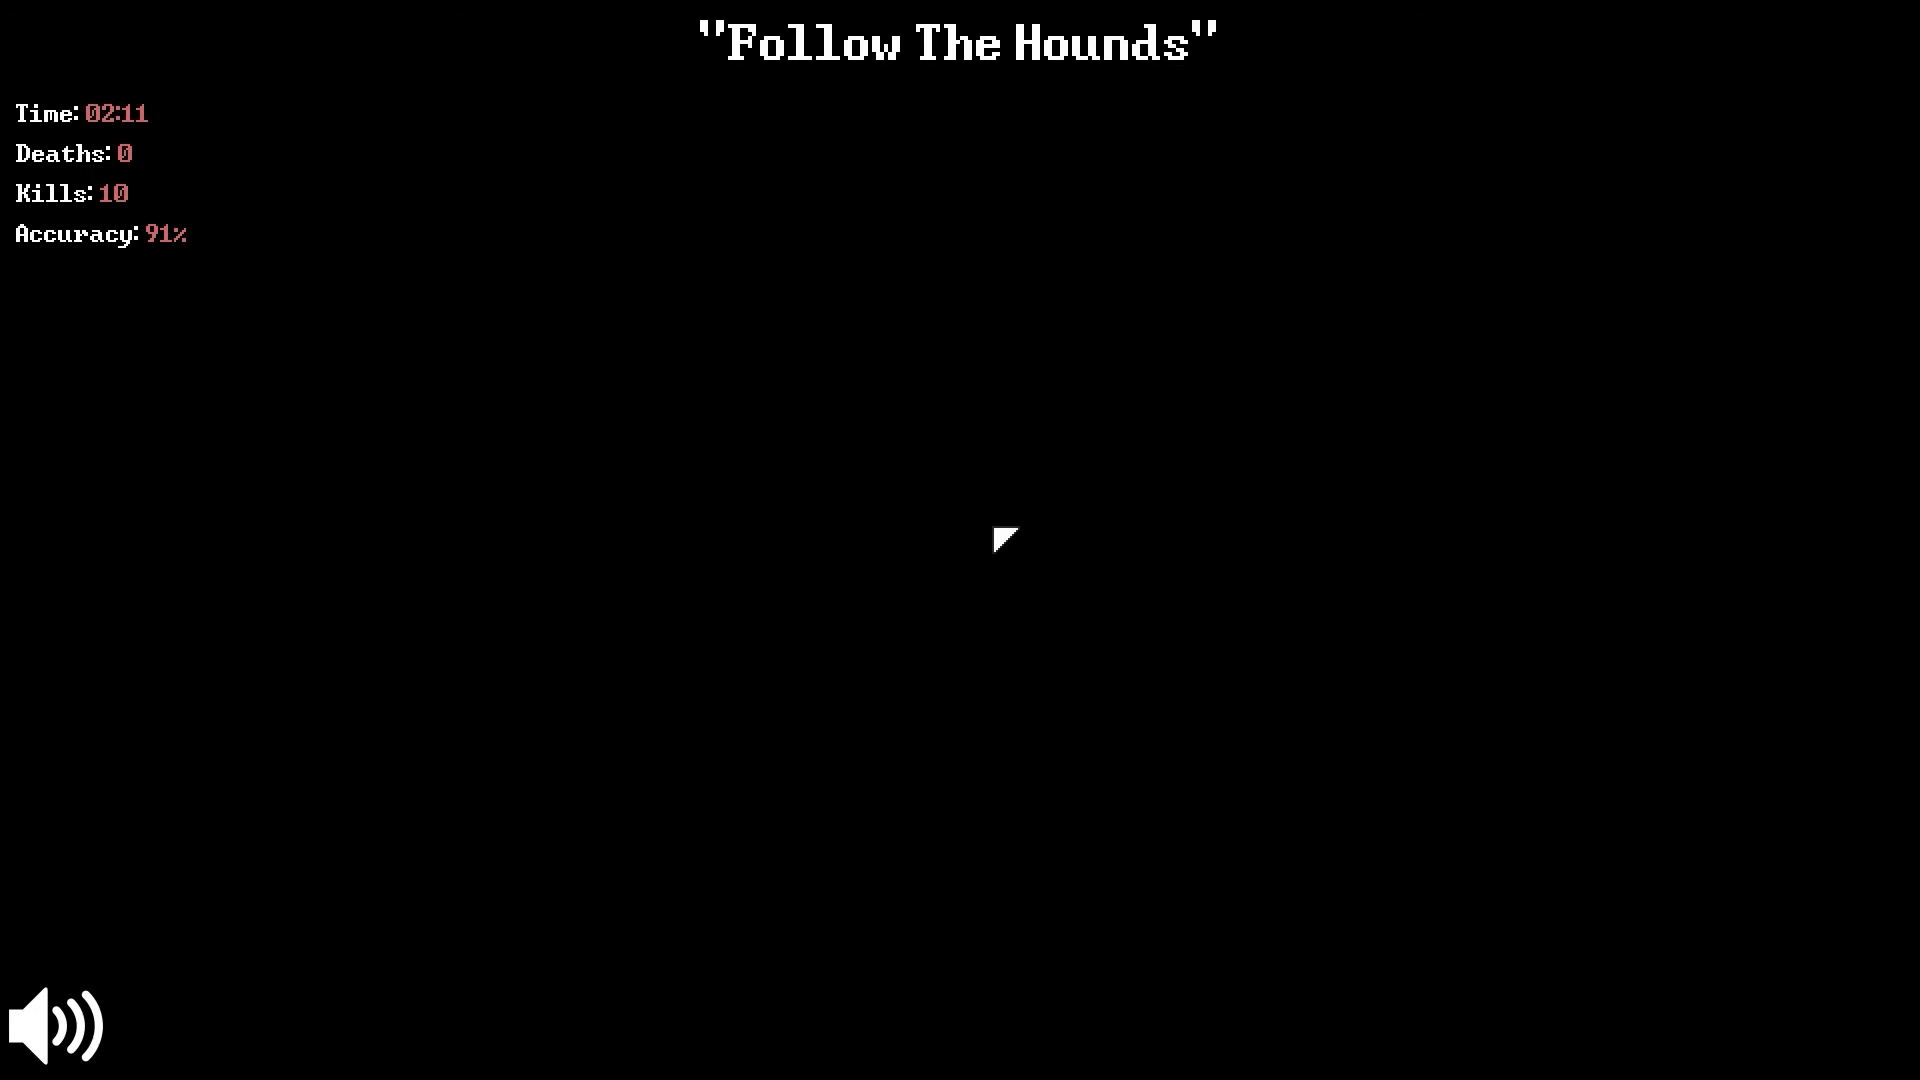 "Follow The Hounds"
Time: 02:11
Deaths: 0
Kills: 10
Accuracy: 91%